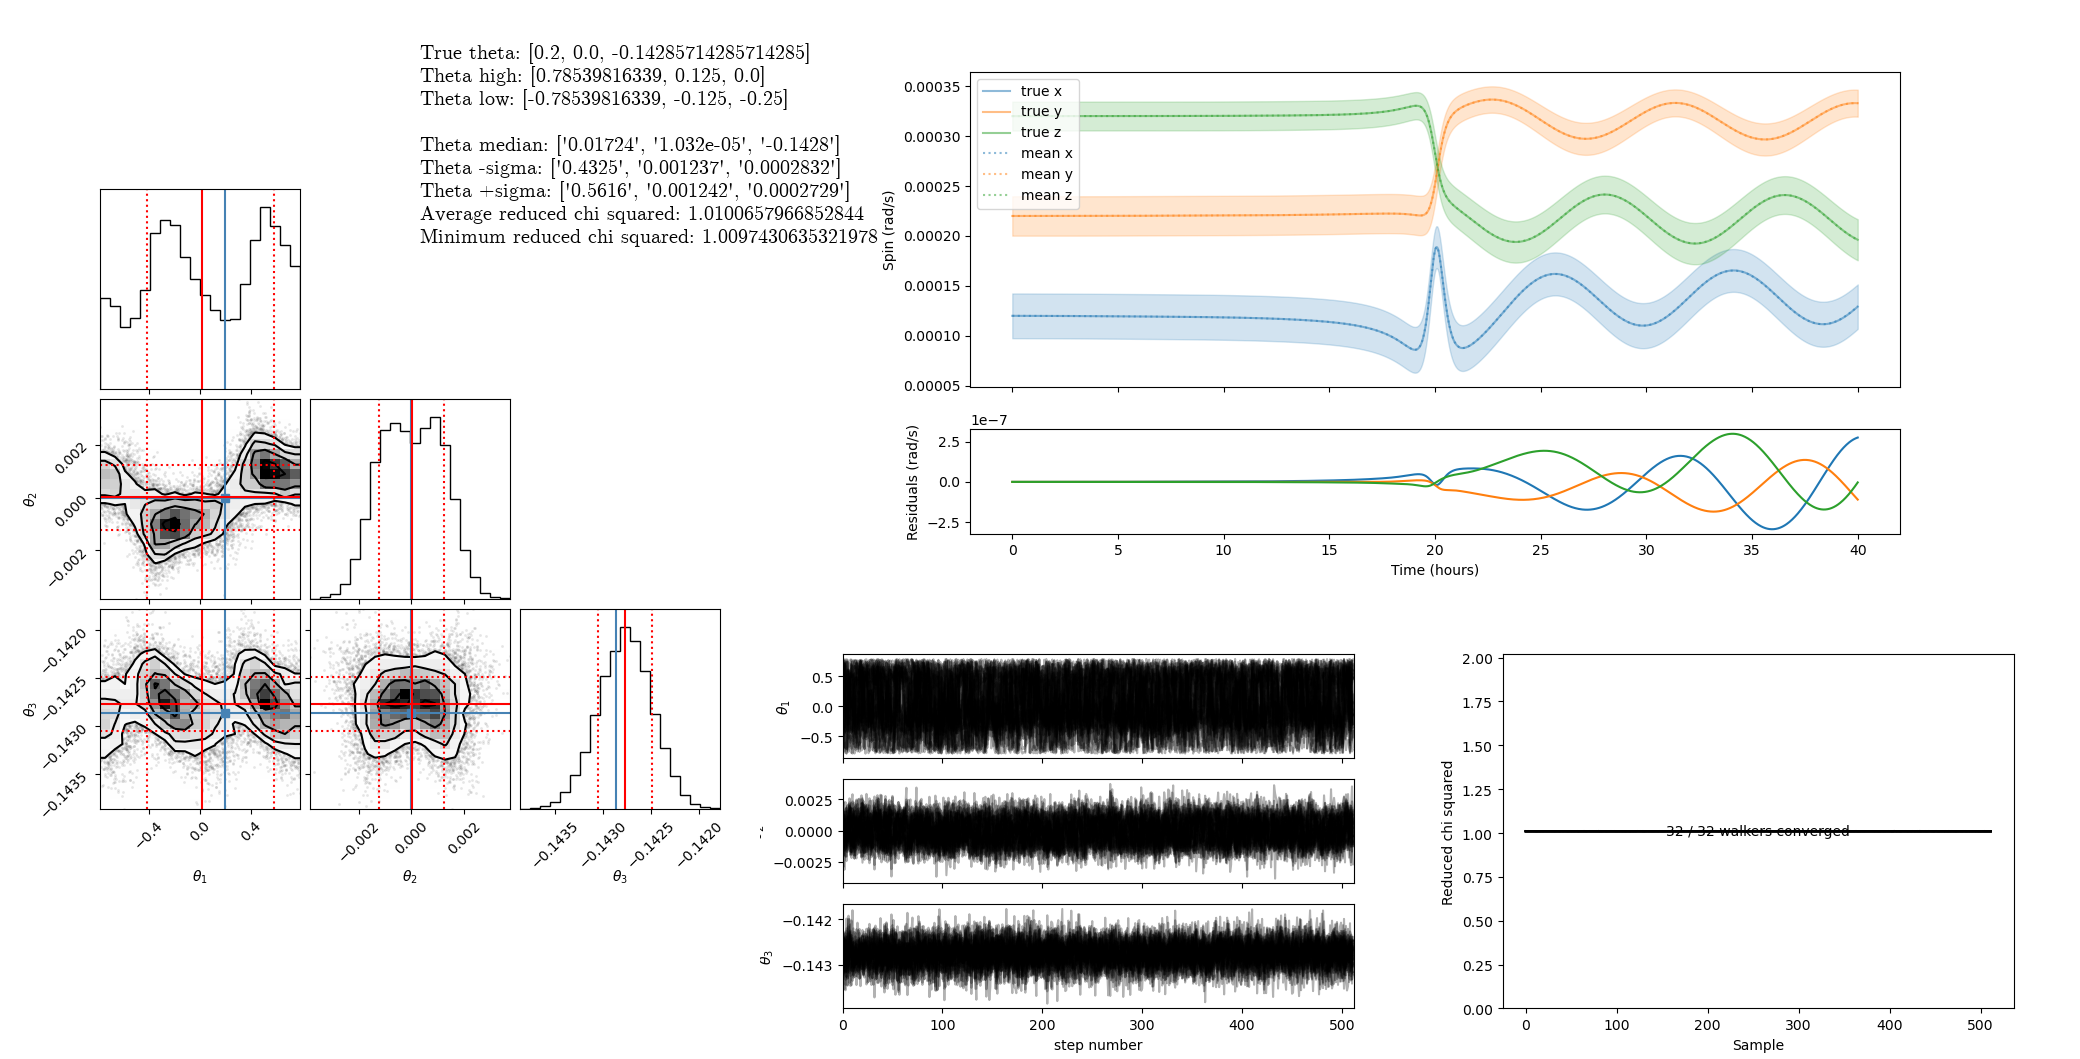 True theta: [0.2, 0.0, -0.14285714285714285]
Theta high: [0.78539816339, 0.125, 0.0]
Theta low: [-0.78539816339, -0.125, -0.25]
Theta median: ['0.01724', '1.032e-05', '-0.1428']
Theta -sigma: ['0.4325', '0.001237', '0.0002832']
Theta +sigma: ['0.5616', '0.001242', '0.0002729']
Average reduced chi squared: 1.0100657966852844
Minimum reduced chi squared: 1.0097430635321978
θ2
0.002
0.000
−0.002
θ3
−0.1420
−0.1425
−0.1430
−0.1435
−0.4
0.0
0.4
θ1
−0.002
0.000
0.002
θ2
−0.1435
−0.1430
−0.1425
−0.1420
θ3
Spin (rad/s)
0.00035
0.00030
0.00025
0.00020
0.00015
0.00010
0.00005
true x
true y
true z
mean x
mean y
mean z
1e−7
Residuals (rad/s)
2.5
0.0
−2.5
0
5
10
15
20
25
30
35
40
Time (hours)
θ1
0.5
0.0
−0.5
0.0025
0.0000
−0.0025
θ3
−0.142
−0.143
0
100
200
300
400
500
step number
Reduced chi squared
2.00
1.75
1.50
1.25
1.00
0.75
0.50
0.25
0.00
32 / 32 walkers converged
0
100
200
300
400
500
Sample